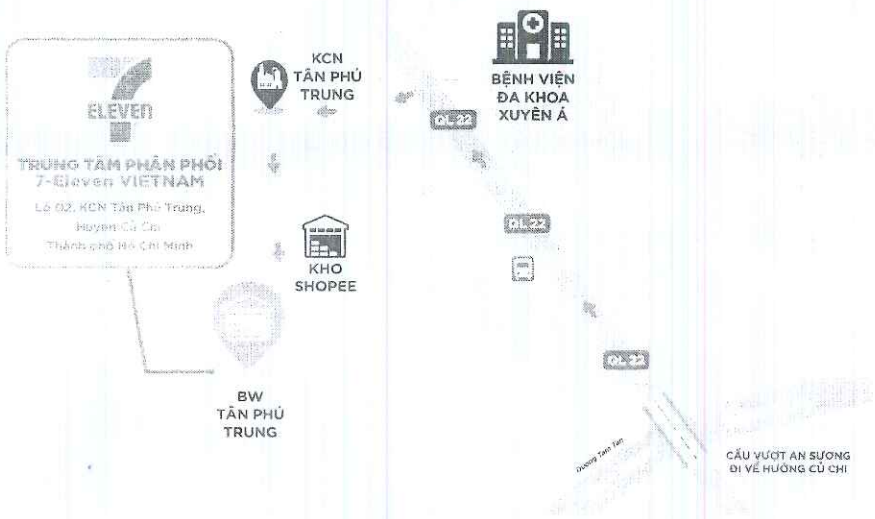 7
ELEVEN
TRUNG TÂM PHÂN PHỐI
7-Eleven VIETNAM
Lô 02, KCN Tân Phú Trung,
Huyện Củ Chi
Thành phố Hồ Chí Minh
KCN
TÂN PHÚ
TRUNG
BỆNH VIỆN
ĐA KHOA
XUYÊN Á
QL 22
QL 22
KHO
SHOPEE
QL 22
BW
TÂN PHÚ
TRUNG
CẦU VƯỢT AN SƯƠNG
ĐI VỀ HƯỚNG CỦ CHI